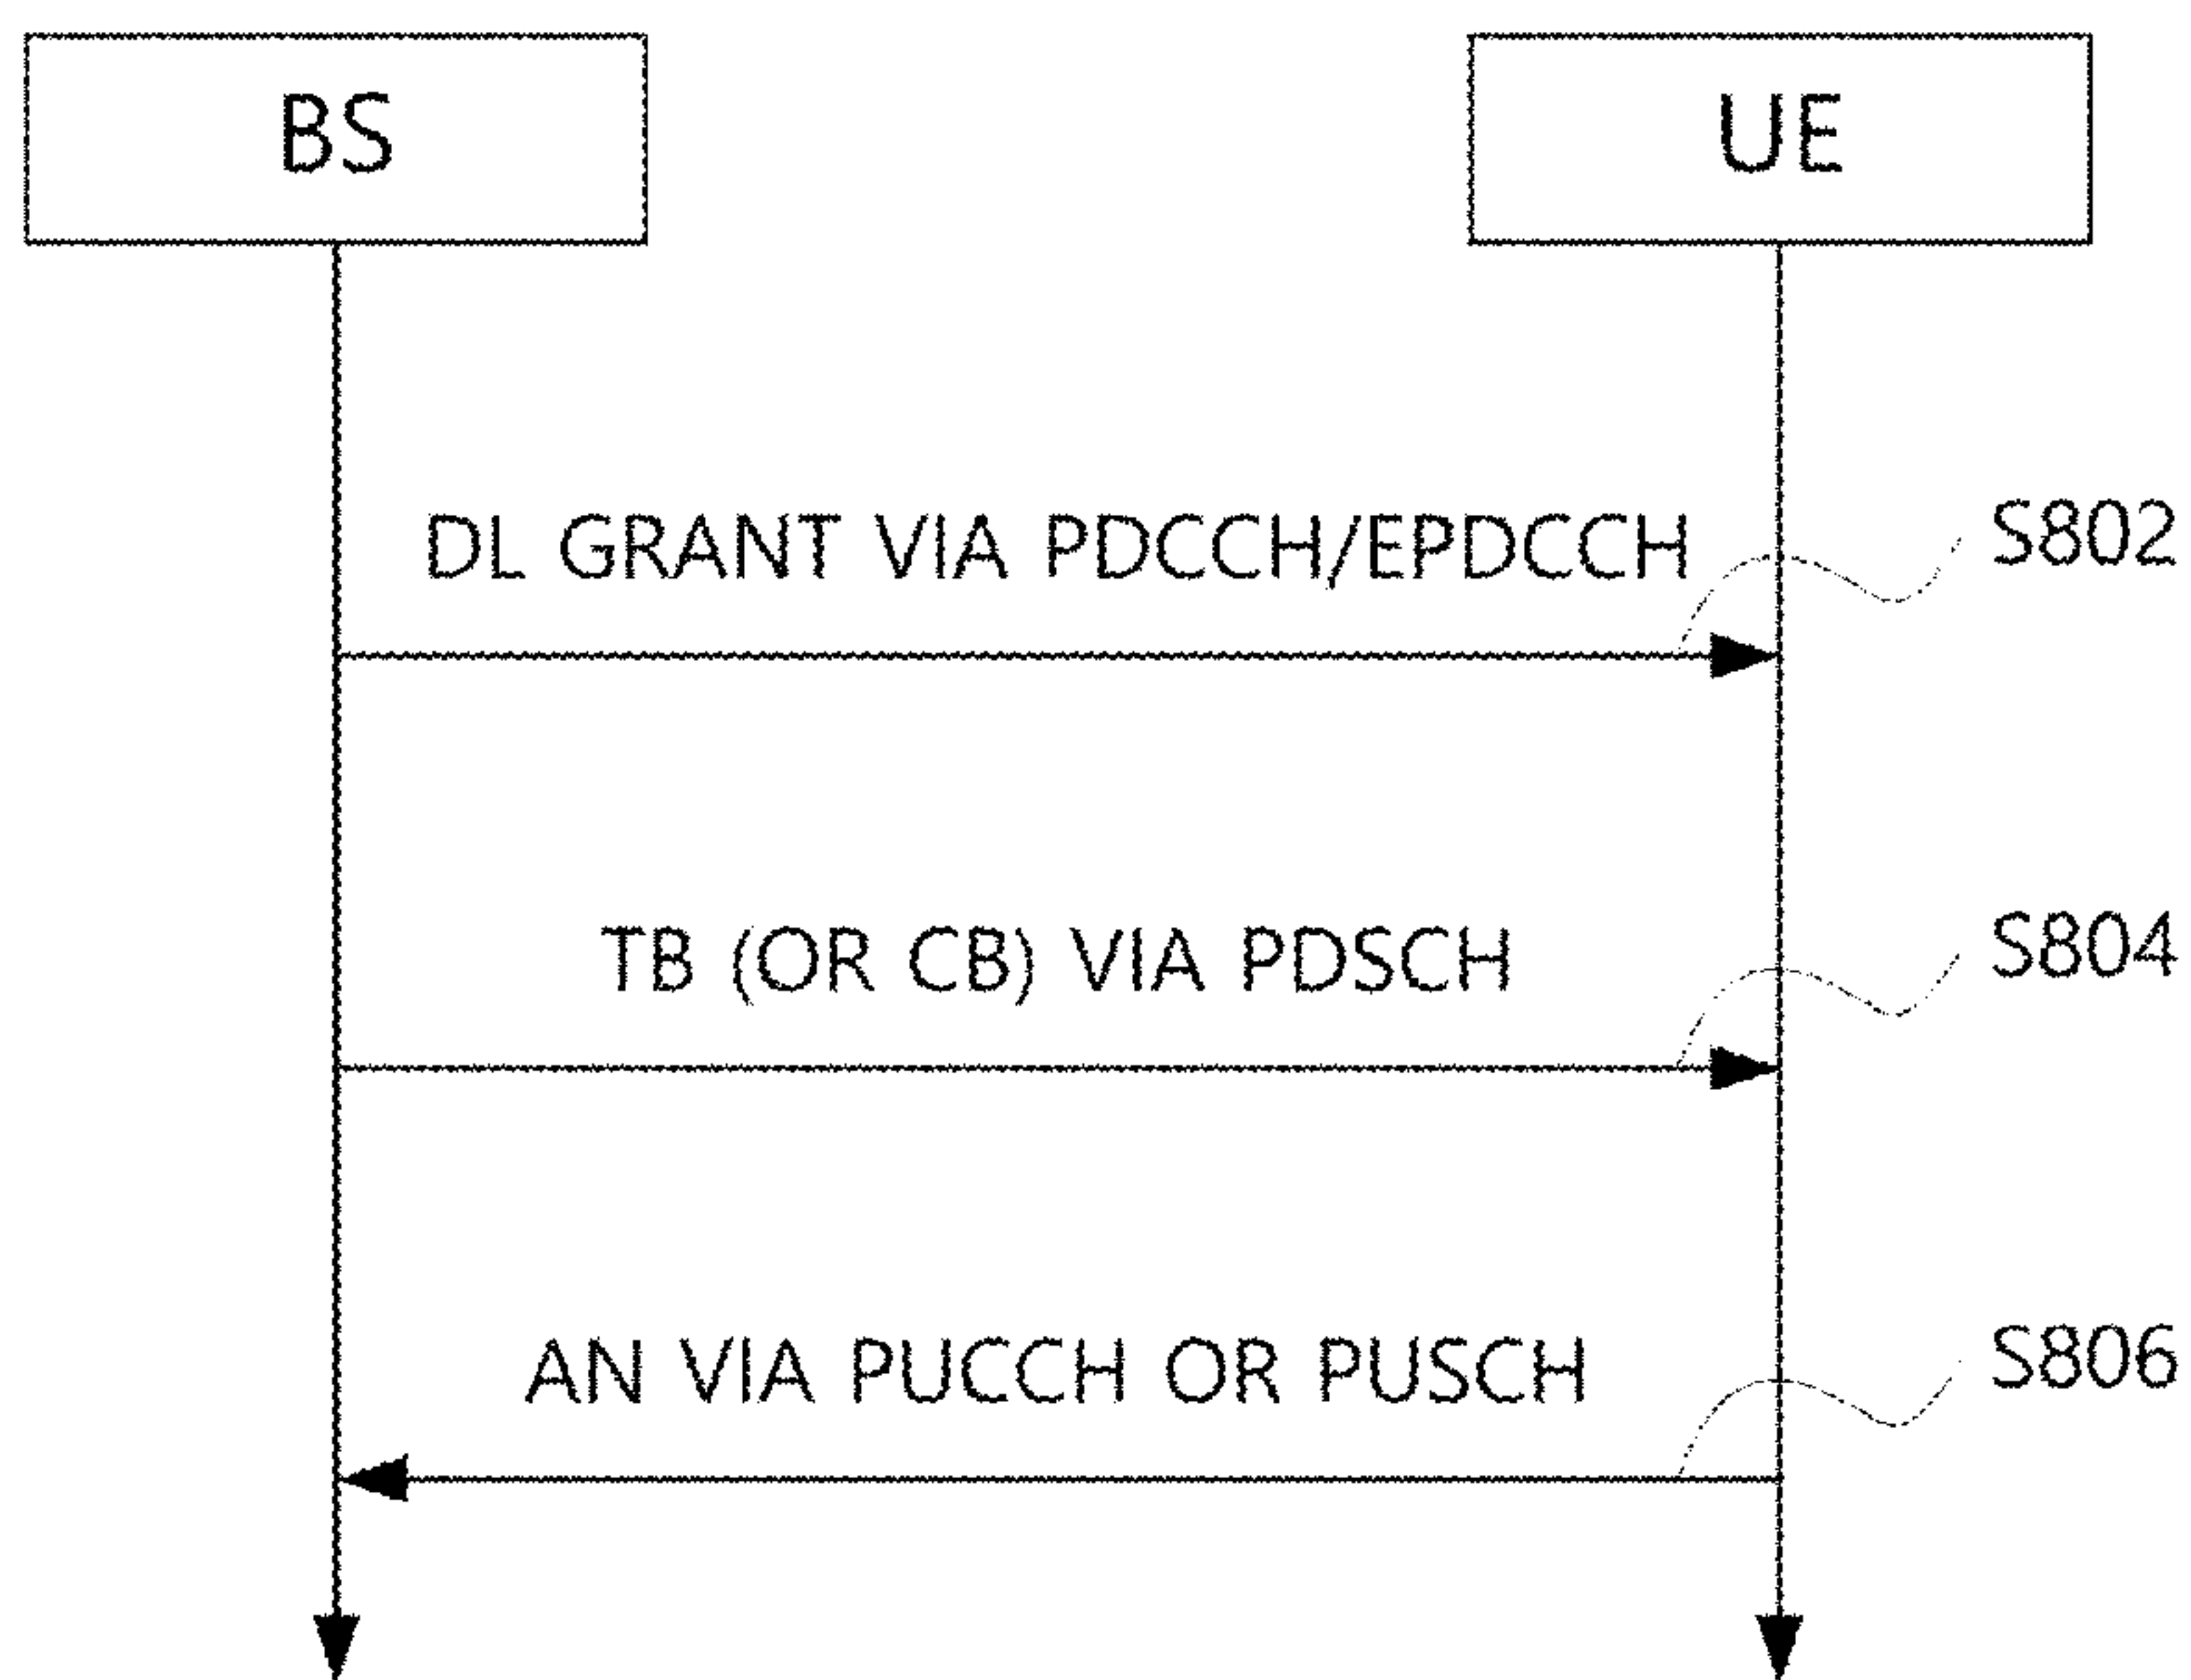 BS
UE
DL GRANT VIA PDCCH/EPDCCH
S802
TB (OR CB) VIA PDSCH
S804
AN VIA PUCCH OR PUSCH
S806